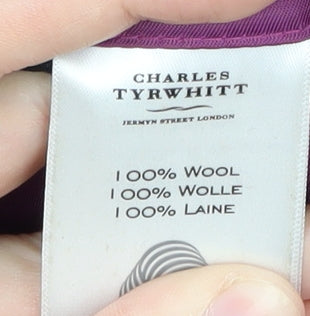 CHARLES
TYRWHITT
JERMYN STREET LONDON
100% WOOL
100% WOLLE
100% LAINE